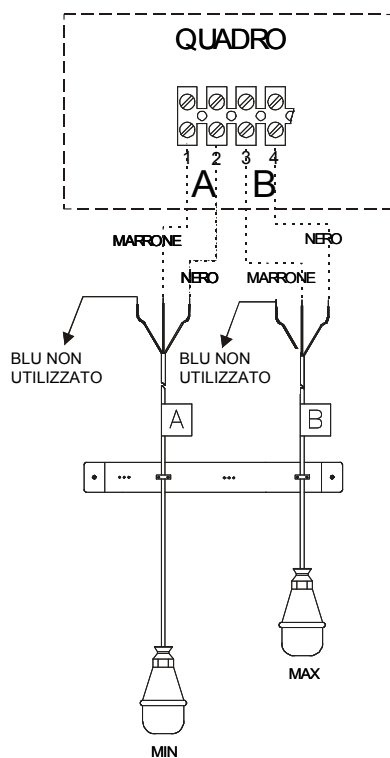 QUADRO
1 2 3 4
A B
MARRONE
NERO
NERO
MARRONE
BLU NON
UTILIZZATO
BLU NON
UTILIZZATO
A
B
MAX
MIN